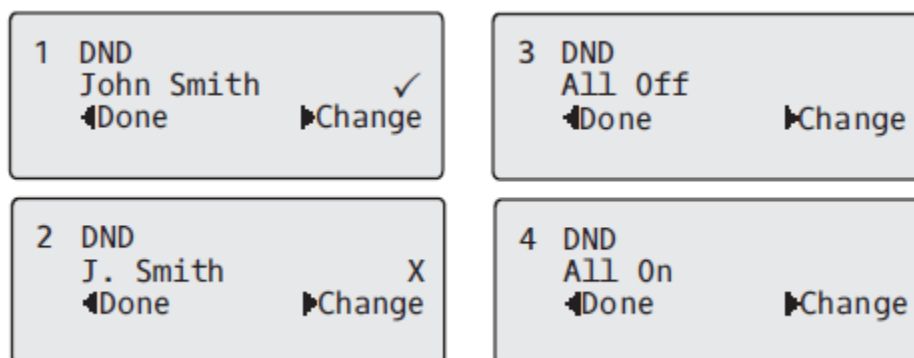 1 DND
John Smith ✓
◀Done ▶Change
2 DND
J. Smith X
◀Done ▶Change
3 DND
All Off
◀Done ▶Change
4 DND
All On
◀Done ▶Change